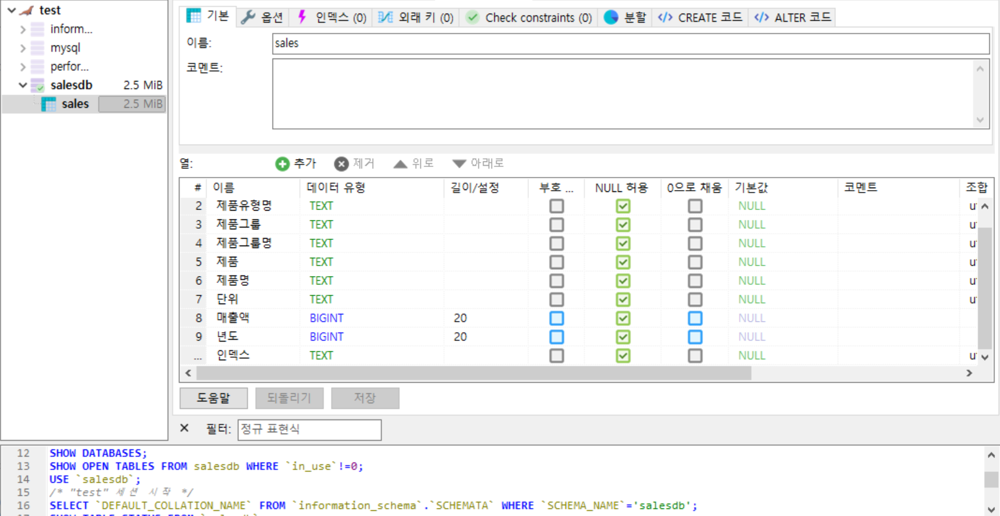 test
inform...
mysql
perfor...
salesdb 2.5 MiB
sales 2.5 MiB
기본 옵션 인덱스 (0) 외래 키 (0) Check constraints (0) 분할 </> CREATE 코드 </> ALTER 코드
이름: sales
코멘트:
열: 추가 제거 위로 아래로
# 이름 데이터 유형 길이/설정 부호 ... NULL 허용 0으로 채움 기본값 코멘트 조합
2 제품유형명 TEXT NULL
3 제품그룹 TEXT NULL
4 제품그룹명 TEXT NULL
5 제품 TEXT NULL
6 제품명 TEXT NULL
7 단위 TEXT NULL
8 매출액 BIGINT 20 NULL
9 년도 BIGINT 20 NULL
... 인덱스 TEXT NULL
도움말 되돌리기 저장
필터: 정규 표현식
12 SHOW DATABASES;
13 SHOW OPEN TABLES FROM salesdb WHERE `in_use`!=0;
14 USE `salesdb`;
15 /* "test" 세션 시작 */
16 SELECT `DEFAULT_COLLATION_NAME` FROM `information_schema`.`SCHEMATA` WHERE `SCHEMA_NAME`='salesdb';